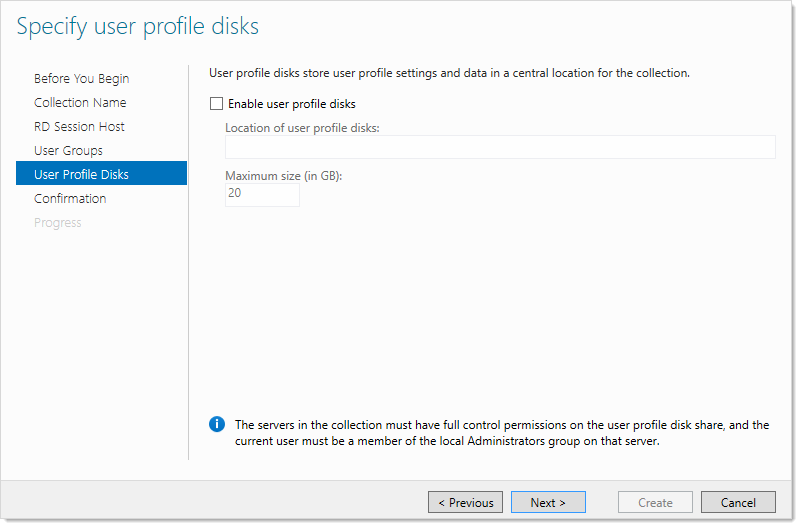 Specify user profile disks
Before You Begin
Collection Name
RD Session Host
User Groups
User Profile Disks
Confirmation
Progress
User profile disks store user profile settings and data in a central location for the collection.
Enable user profile disks
Location of user profile disks:
Maximum size (in GB):
20
The servers in the collection must have full control permissions on the user profile disk share, and the
current user must be a member of the local Administrators group on that server.
< Previous
Next >
Create
Cancel